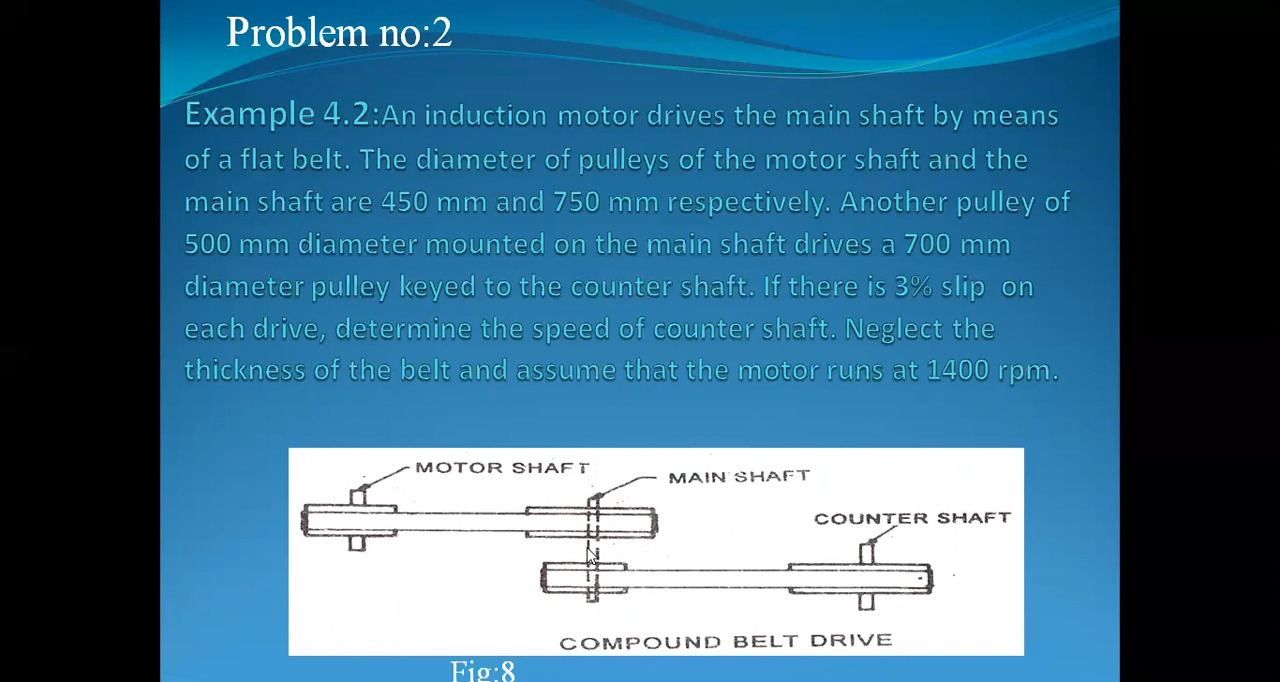 Problem no:2
Example 4.2:An induction motor drives the main shaft by means
of a flat belt. The diameter of pulleys of the motor shaft and the
main shaft are 450 mm and 750 mm respectively. Another pulley of
500 mm diameter mounted on the main shaft drives a 700 mm
diameter pulley keyed to the counter shaft. If there is 3% slip on
each drive, determine the speed of counter shaft. Neglect the
thickness of the belt and assume that the motor runs at 1400 rpm.
MOTOR SHAFT
MAIN SHAFT
COUNTER SHAFT
COMPOUND BELT DRIVE
Fig:8